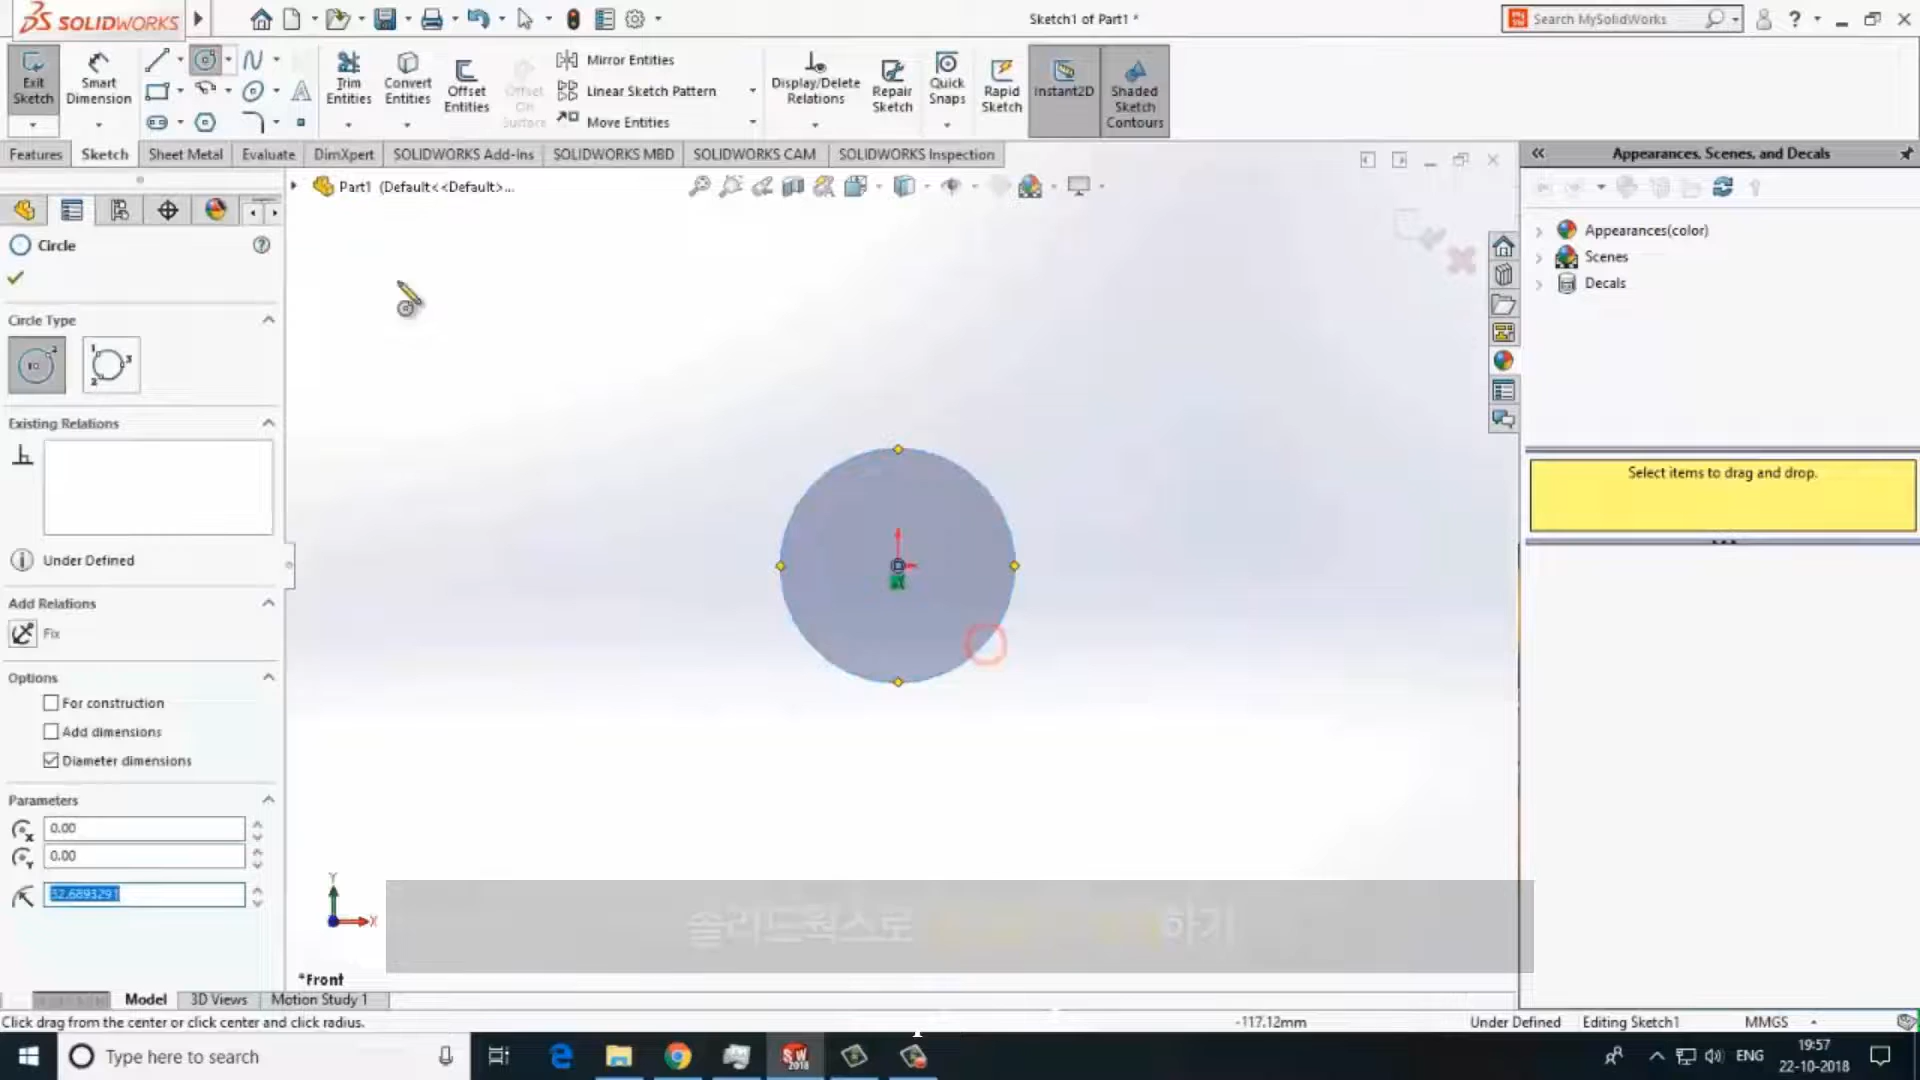 SOLIDWORKS
Sketch1 of Part1 *
Search MySolidWorks
Exit Sketch
Smart Dimension
Trim Entities
Convert Entities
Offset Entities
Offset On Surface
Mirror Entities
Linear Sketch Pattern
Move Entities
Display/Delete Relations
Repair Sketch
Quick Snaps
Rapid Sketch
Instant2D
Shaded Sketch Contours
Features
Sketch
Sheet Metal
Evaluate
DimXpert
SOLIDWORKS Add-Ins
SOLIDWORKS MBD
SOLIDWORKS CAM
SOLIDWORKS Inspection
Appearances, Scenes, and Decals
Part1 (Default<<Default>...
Circle
Circle Type
Existing Relations
Under Defined
Add Relations
Fix
Options
For construction
Add dimensions
Diameter dimensions
Parameters
0.00
0.00
52.6893291
Appearances(color)
Scenes
Decals
Select items to drag and drop.
Y
X
솔리드웍스로
하기
*Front
Model
3D Views
Motion Study 1
Click drag from the center or click center and click radius.
-117.12mm
Under Defined
Editing Sketch1
MMGS
Type here to search
SW 2018
ENG
19:57
22-10-2018